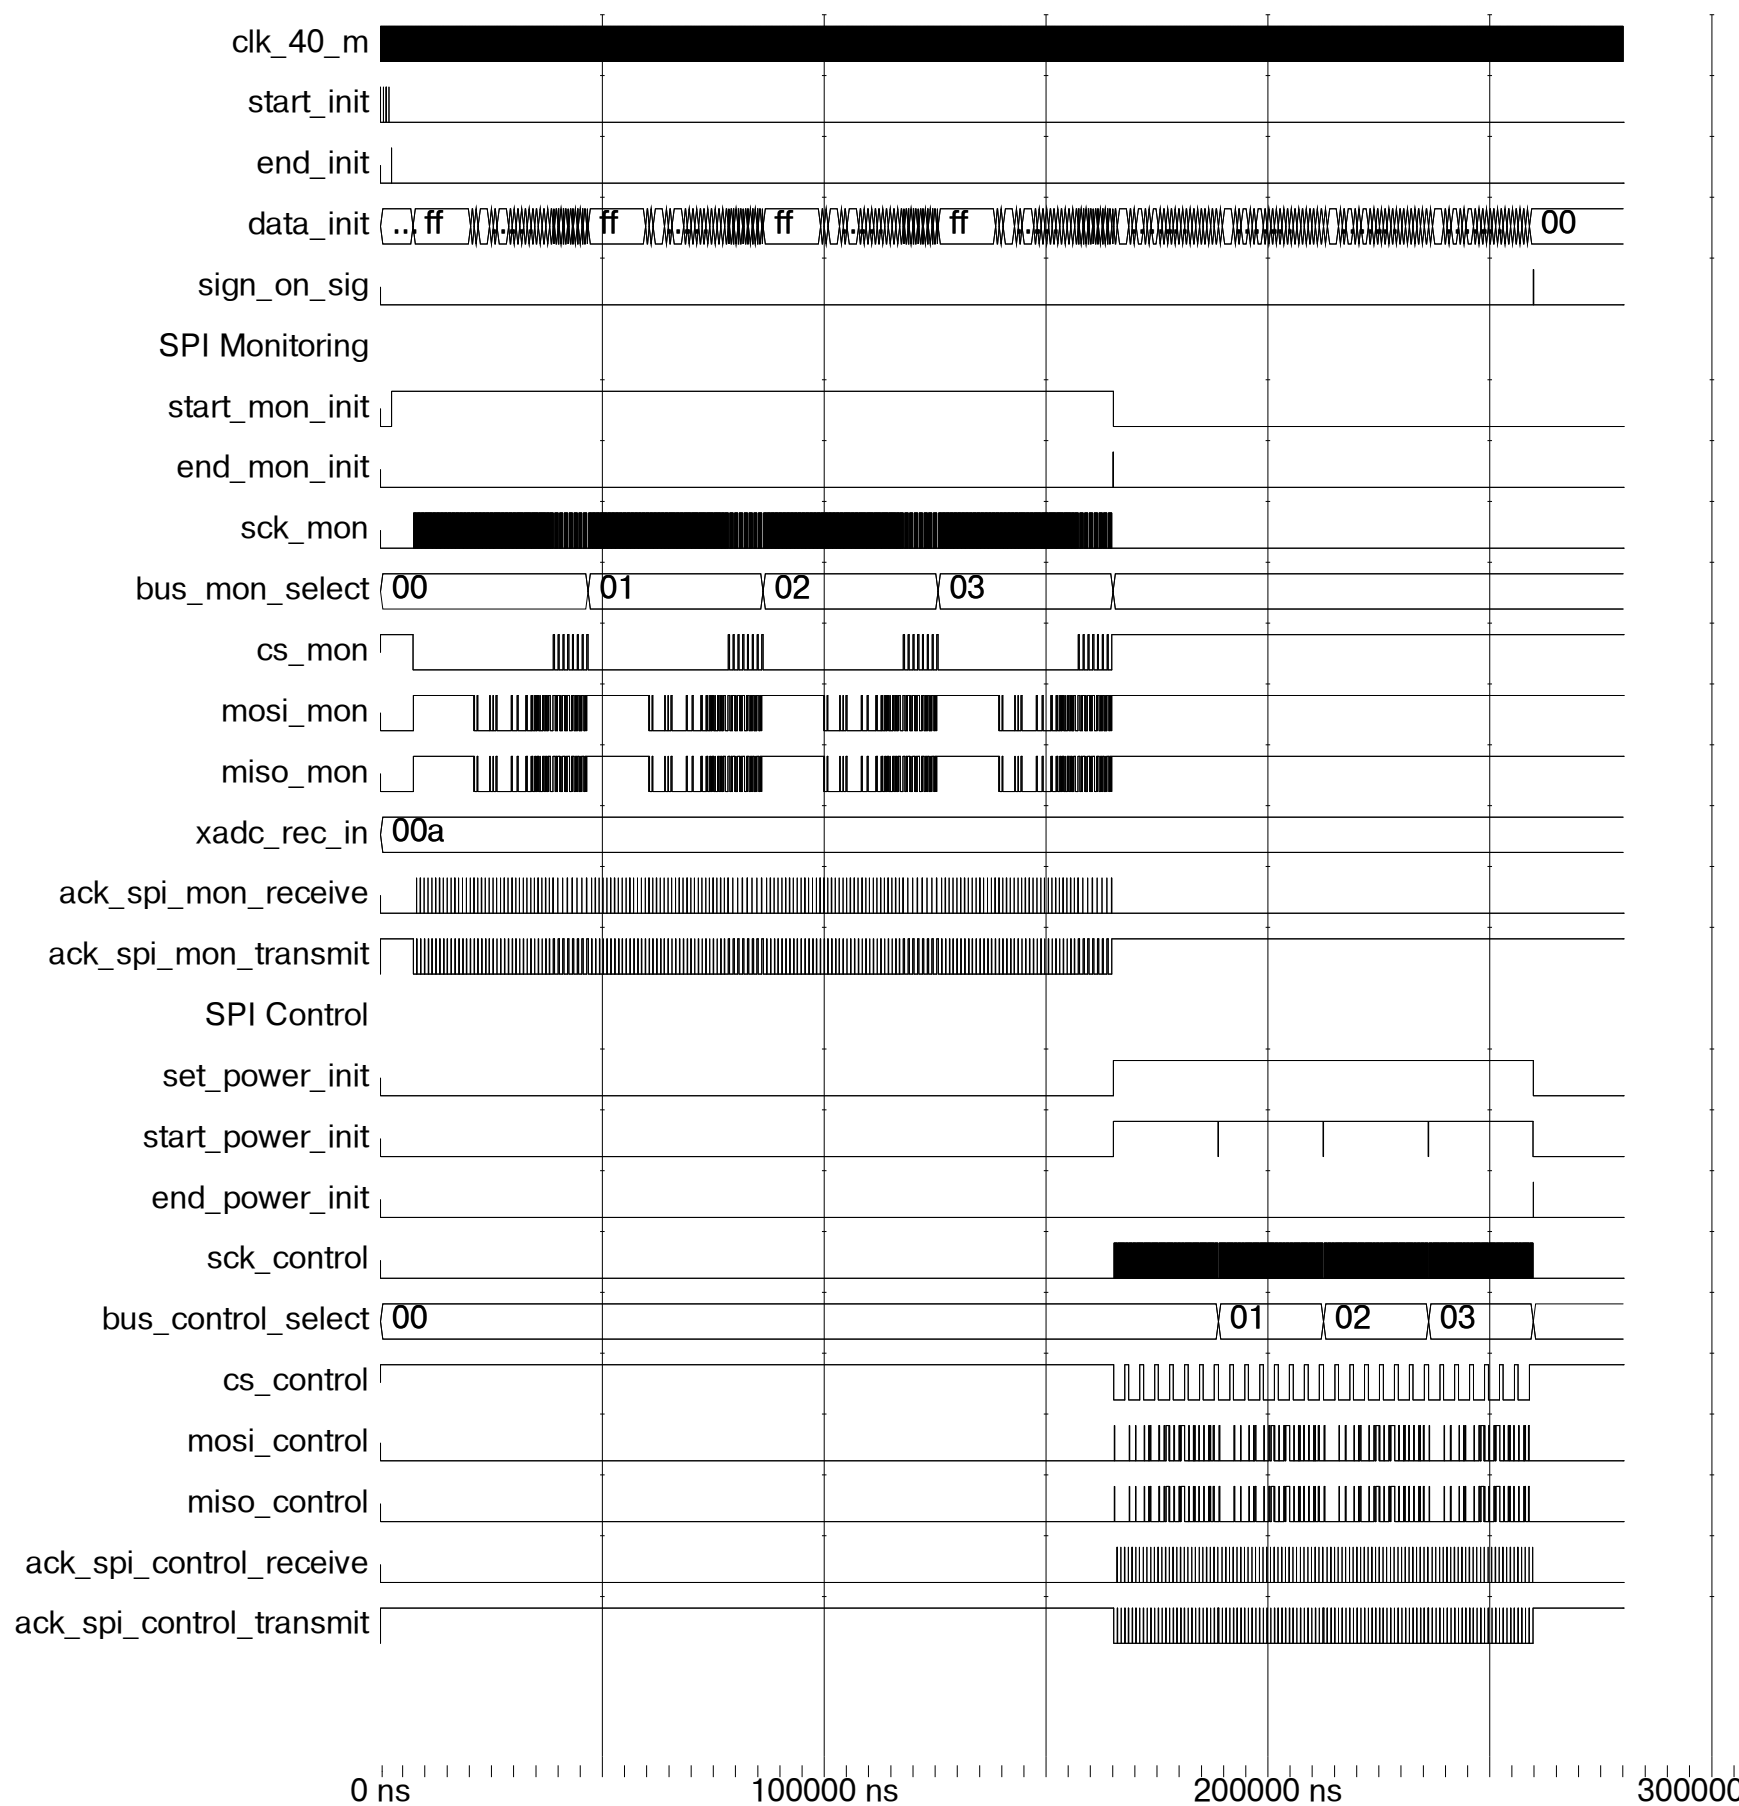 clk_40_m
start_init
end_init
data_init ... ff ...... ff ...... ff ...... ff ...... 00
sign_on_sig
SPI Monitoring
start_mon_init
end_mon_init
sck_mon
bus_mon_select 00 01 02 03
cs_mon
mosi_mon
miso_mon
xadc_rec_in 00a
ack_spi_mon_receive
ack_spi_mon_transmit
SPI Control
set_power_init
start_power_init
end_power_init
sck_control
bus_control_select 00 01 02 03
cs_control
mosi_control
miso_control
ack_spi_control_receive
ack_spi_control_transmit
0 ns 100000 ns 200000 ns 300000